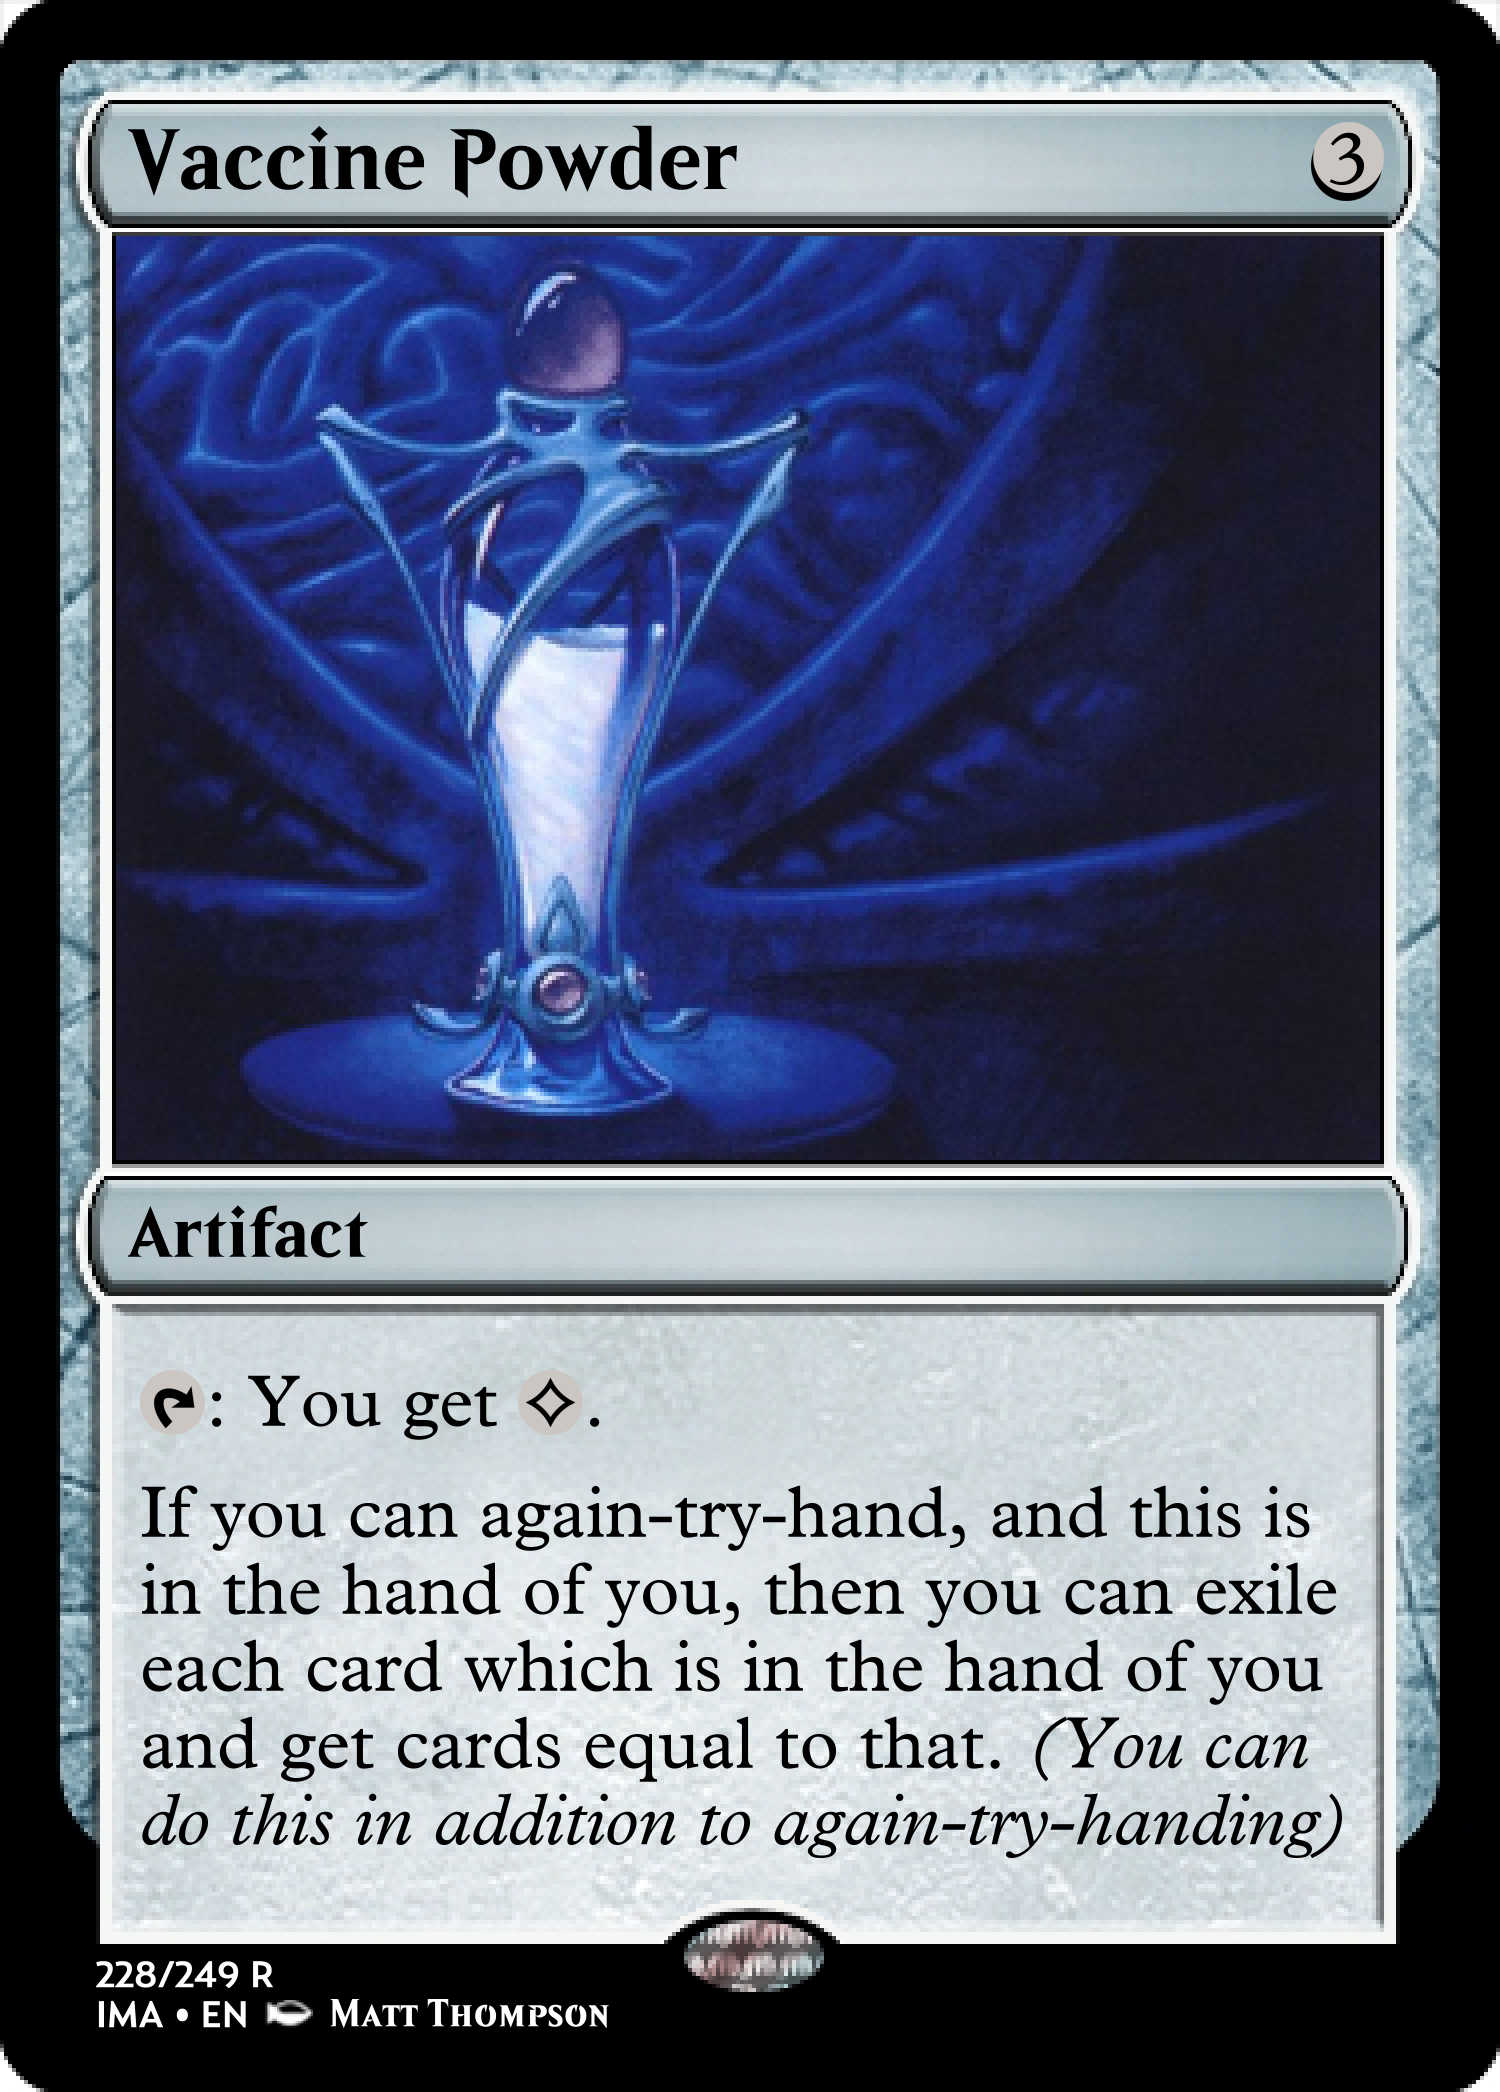 Vaccine Powder 3
Artifact
: You get .
If you can again-try-hand, and this is
in the hand of you, then you can exile
each card which is in the hand of you
and get cards equal to that. (You can
do this in addition to again-try-handing)
228/249 R
IMA • EN Matt Thompson